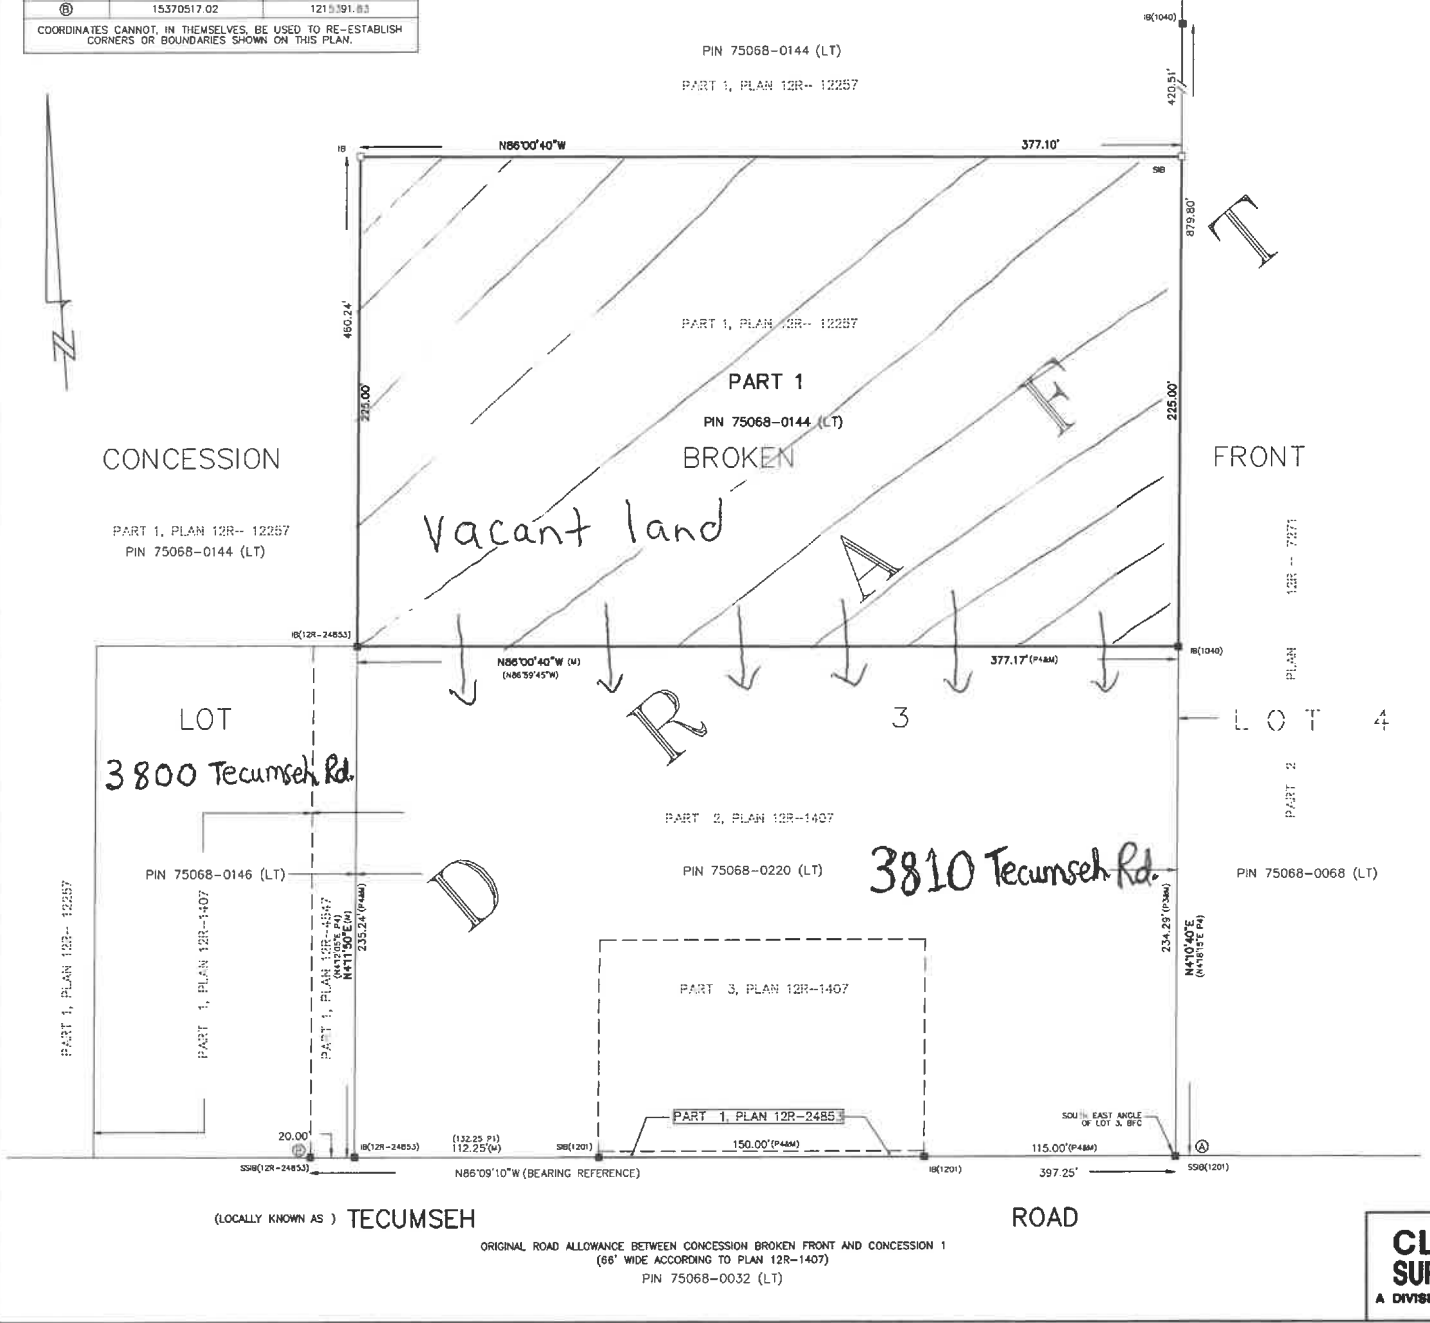 Ⓑ 15370517.02 1215391.83
COORDINATES CANNOT, IN THEMSELVES, BE USED TO RE-ESTABLISH
CORNERS OR BOUNDARIES SHOWN ON THIS PLAN.
IB(1040)
PIN 75068-0144 (LT)
PART 1, PLAN 12R-- 12257
420.51'
IB
N86°00'40"W
377.10'
SIB
879.80'
T
N
460.24'
225.00'
PART 1, PLAN 12R-- 12257
PART 1
PIN 75068-0144 (LT)
F
225.00'
CONCESSION
BROKEN
FRONT
PART 1, PLAN 12R-- 12257
PIN 75068-0144 (LT)
Vacant land
A
PART 2 PLAN 12R -- 7271
IB(12R-24853)
N86°00'40"W (M)
(N86°59'45"W)
377.17' (P4&M)
IB(1040)
R
LOT
3
LOT 4
3800 Tecumseh Rd.
PART 2, PLAN 12R--1407
3810 Tecumseh Rd.
PIN 75068-0146 (LT)
PIN 75068-0220 (LT)
PIN 75068-0068 (LT)
D
PART 1, PLAN 12R-- 12257
PART 1, PLAN 12R--1407
PART 1, PLAN 12R--4547
N4°11'50"E(M)
235.24' (P4&M)
234.29' (P3&M)
N4°10'40"E
(N4°18'15"E P4)
PART 3, PLAN 12R--1407
PART 1, PLAN 12R-24853
SOUTH EAST ANGLE
OF LOT 3, BFC
20.00'
Ⓑ
IB(12R-24853)
(132.25 P1)
112.25'(M)
SIB(1201)
150.00'(P4&M)
115.00'(P4&M)
Ⓐ
SSIB(12R-24853)
N86°09'10"W (BEARING REFERENCE)
IB(1201)
397.25'
SSIB(1201)
(LOCALLY KNOWN AS ) TECUMSEH ROAD
ORIGINAL ROAD ALLOWANCE BETWEEN CONCESSION BROKEN FRONT AND CONCESSION 1
(66' WIDE ACCORDING TO PLAN 12R-1407)
PIN 75068-0032 (LT)
CL
SU
A DIVIS